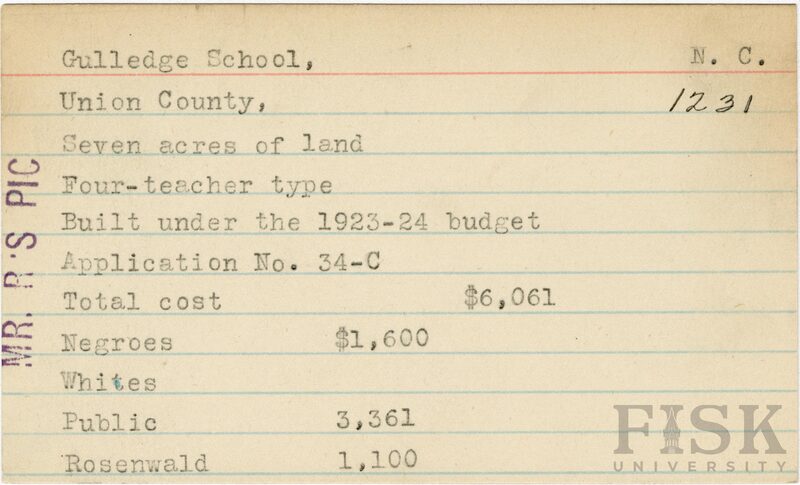 Gulledge School, N. C.
Union County, 1231
Seven acres of land
Four-teacher type
Built under the 1923-24 budget
Application No. 34-C
Total cost $6,061
Negroes $1,600
Whites
Public 3,361
Rosenwald 1,100
MR. R'S PIC
FISK
UNIVERSITY